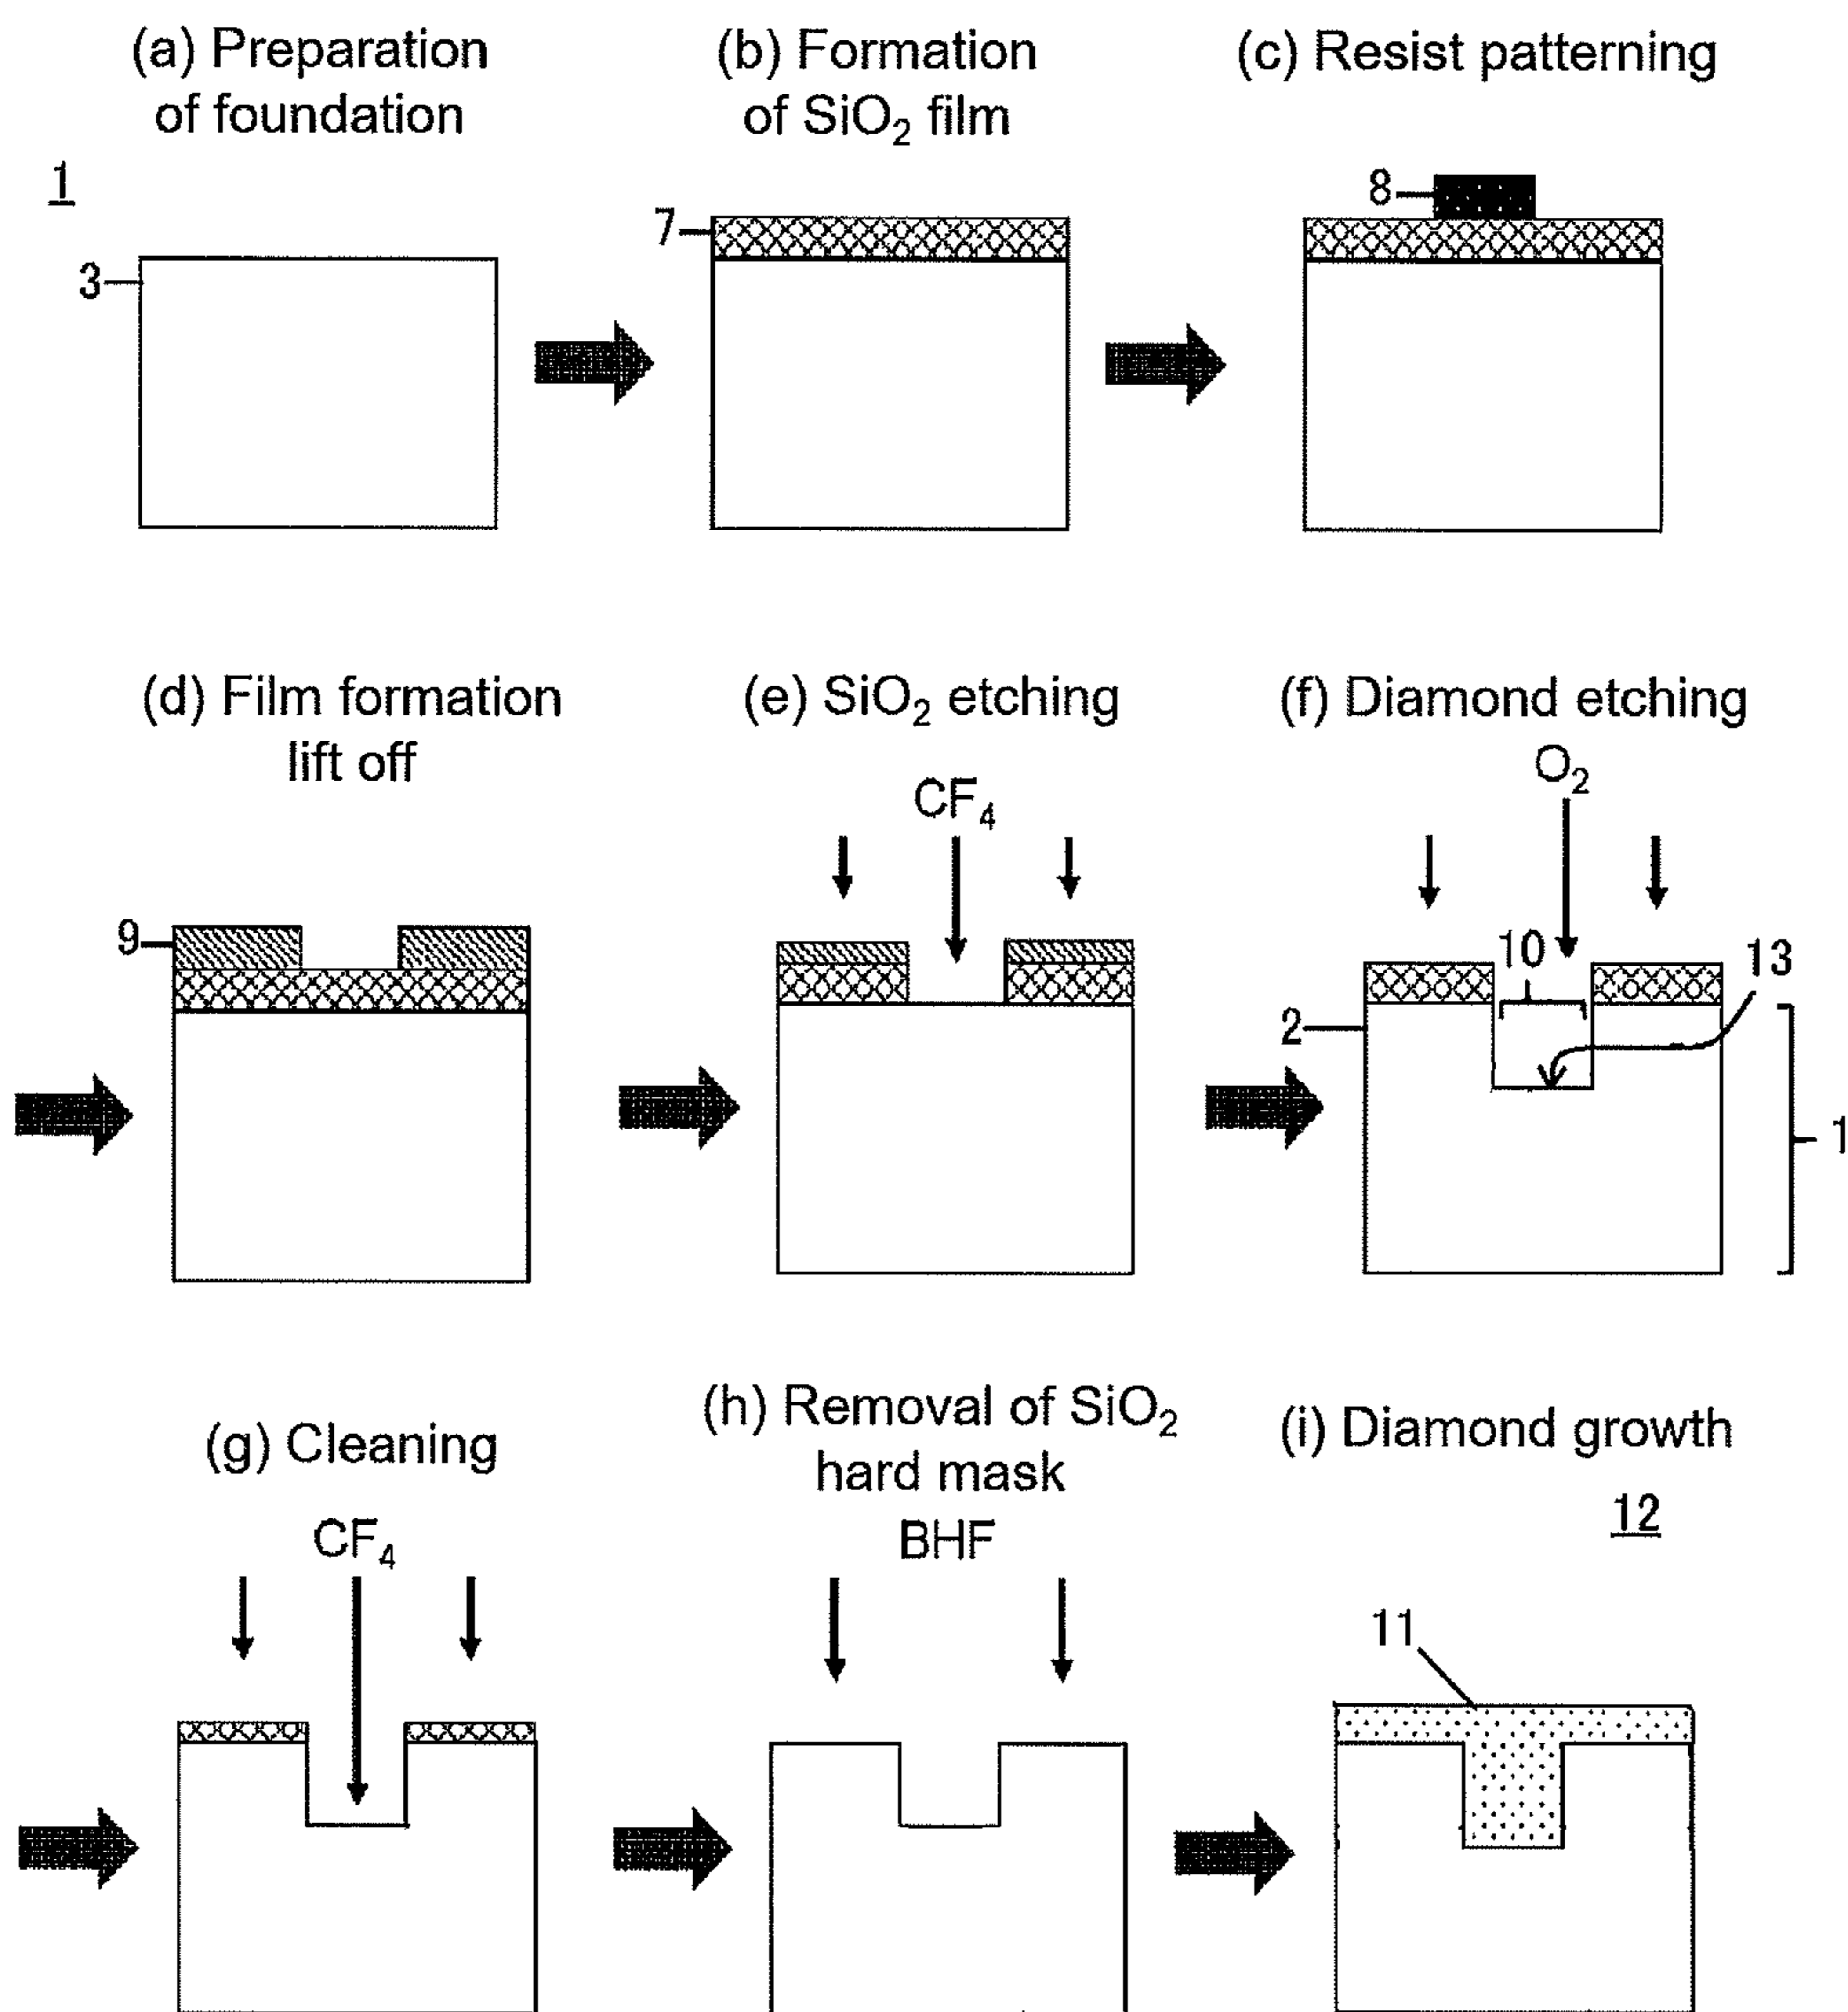 (a) Preparation
of foundation
(b) Formation
of SiO₂ film
(c) Resist patterning
1
3
7
8
(d) Film formation
lift off
(e) SiO₂ etching
CF₄
(f) Diamond etching
O₂
9
10
13
2
1
(g) Cleaning
CF₄
(h) Removal of SiO₂
hard mask
BHF
(i) Diamond growth
12
11